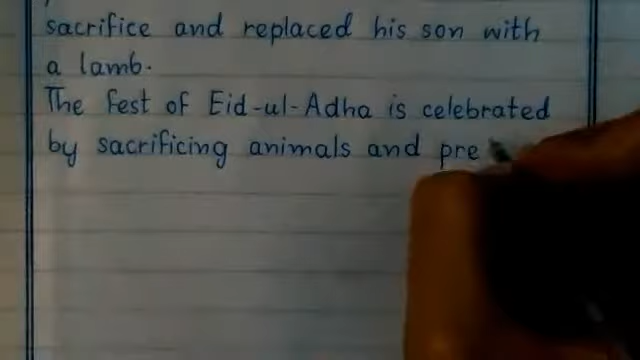 sacrifice and replaced his son with
a lamb.
The fest of Eid-ul-Adha is celebrated
by sacrificing animals and pre